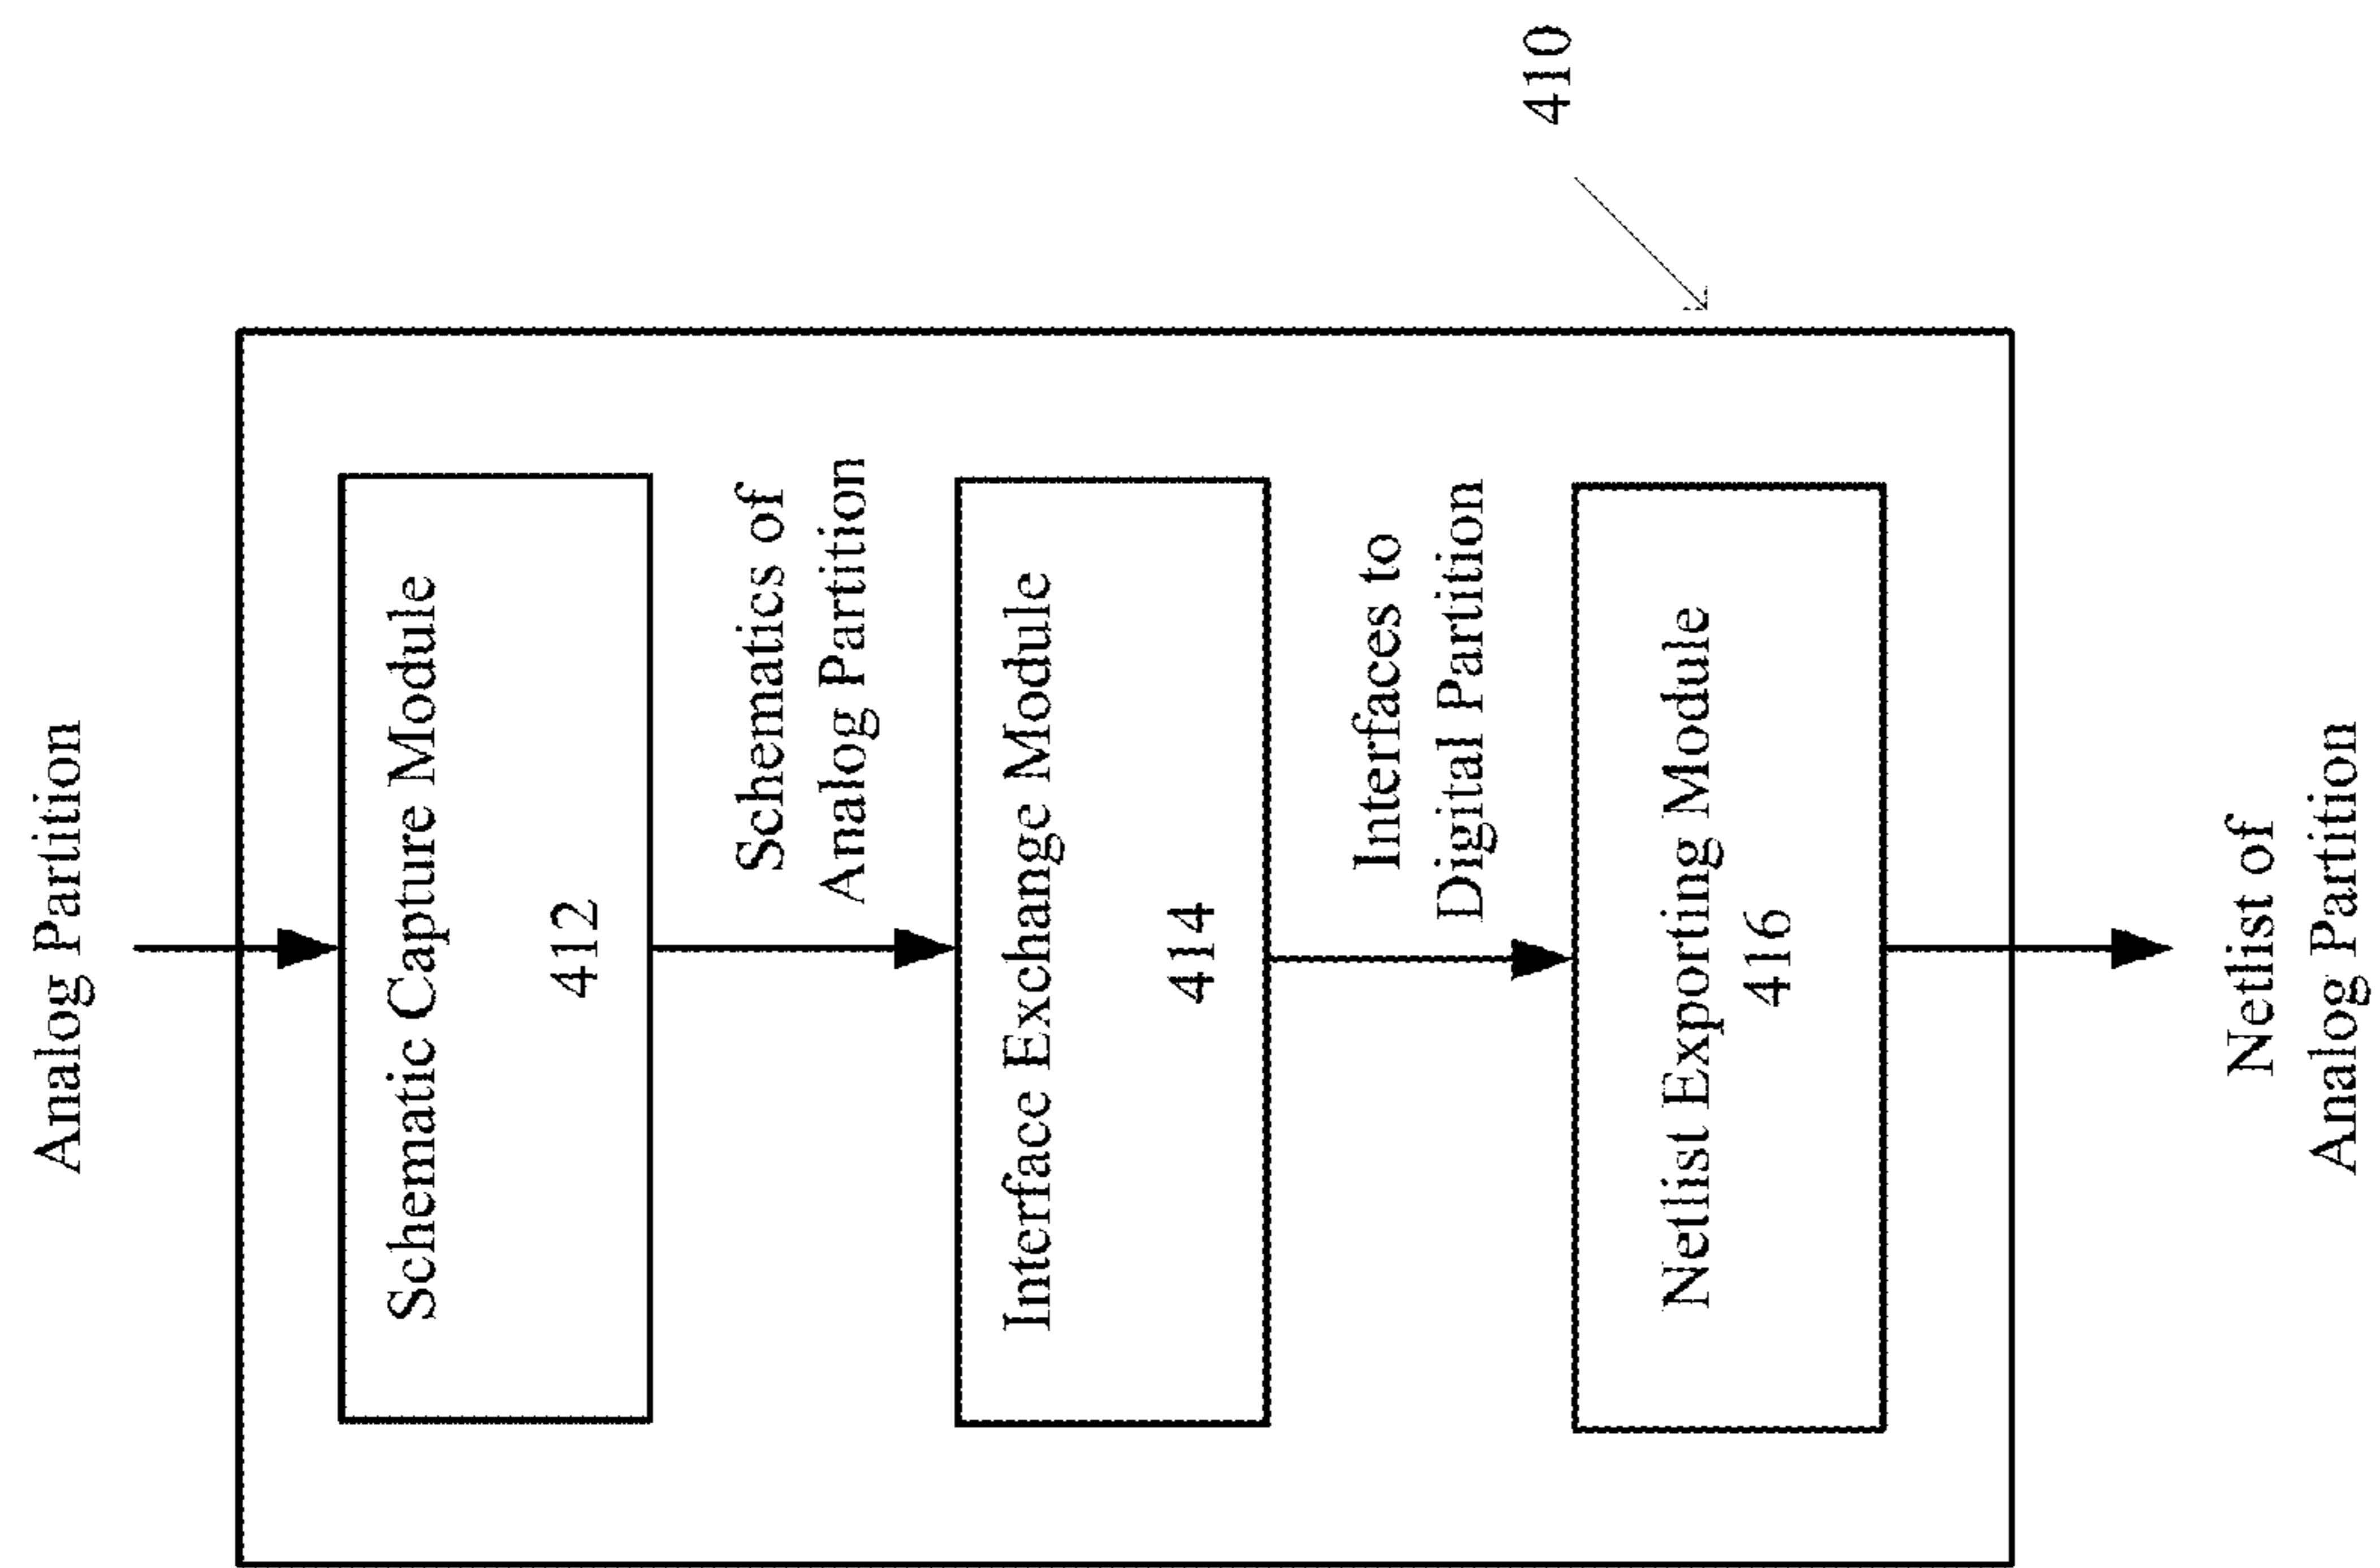 Analog Partition
Schematic Capture Module
412
Schematics of
Analog Partition
Interface Exchange Module
414
Interfaces to
Digital Partition
Netlist Exporting Module
416
Netlist of
Analog Partition
410